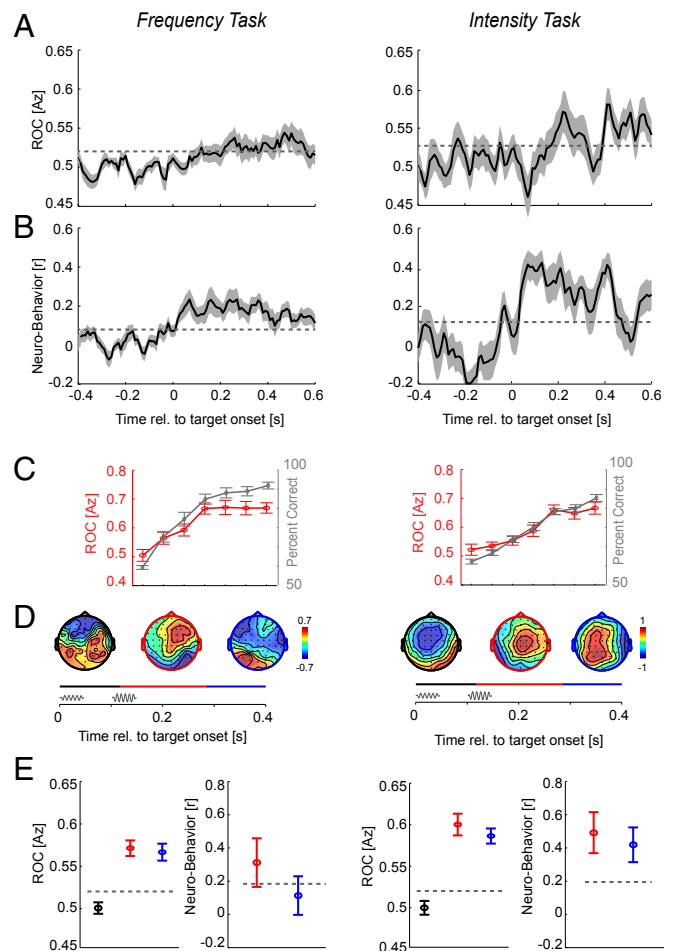 Frequency Task Intensity Task
A
ROC [Az]
0.65
0.6
0.55
0.5
0.45
0.65
0.6
0.55
0.5
0.45
B
Neuro-Behavior [r]
0.6
0.4
0.2
0
-0.2
-0.4 -0.2 0 0.2 0.4 0.6
Time rel. to target onset [s]
0.6
0.4
0.2
0
-0.2
-0.4 -0.2 0 0.2 0.4 0.6
Time rel. to target onset [s]
C
ROC [Az]
0.8
0.7
0.6
0.5
0.4
100
50
Percent Correct
ROC [Az]
0.8
0.7
0.6
0.5
0.4
100
50
Percent Correct
D
0.7
-0.7
0 0.2 0.4
Time rel. to target onset [s]
1
-1
0 0.2 0.4
Time rel. to target onset [s]
E
ROC [Az]
0.65
0.6
0.55
0.5
0.45
Neuro-Behavior [r]
0.8
0.6
0.4
0.2
0
-0.2
ROC [Az]
0.65
0.6
0.55
0.5
0.45
Neuro-Behavior [r]
0.8
0.6
0.4
0.2
0
-0.2